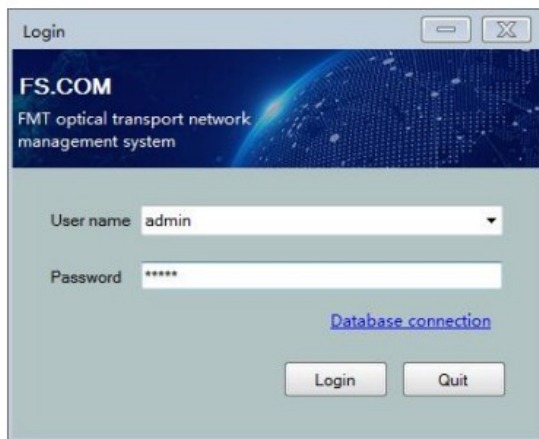 Login
FS.COM
FMT optical transport network
management system
User name admin
Password *****
Database connection
Login Quit